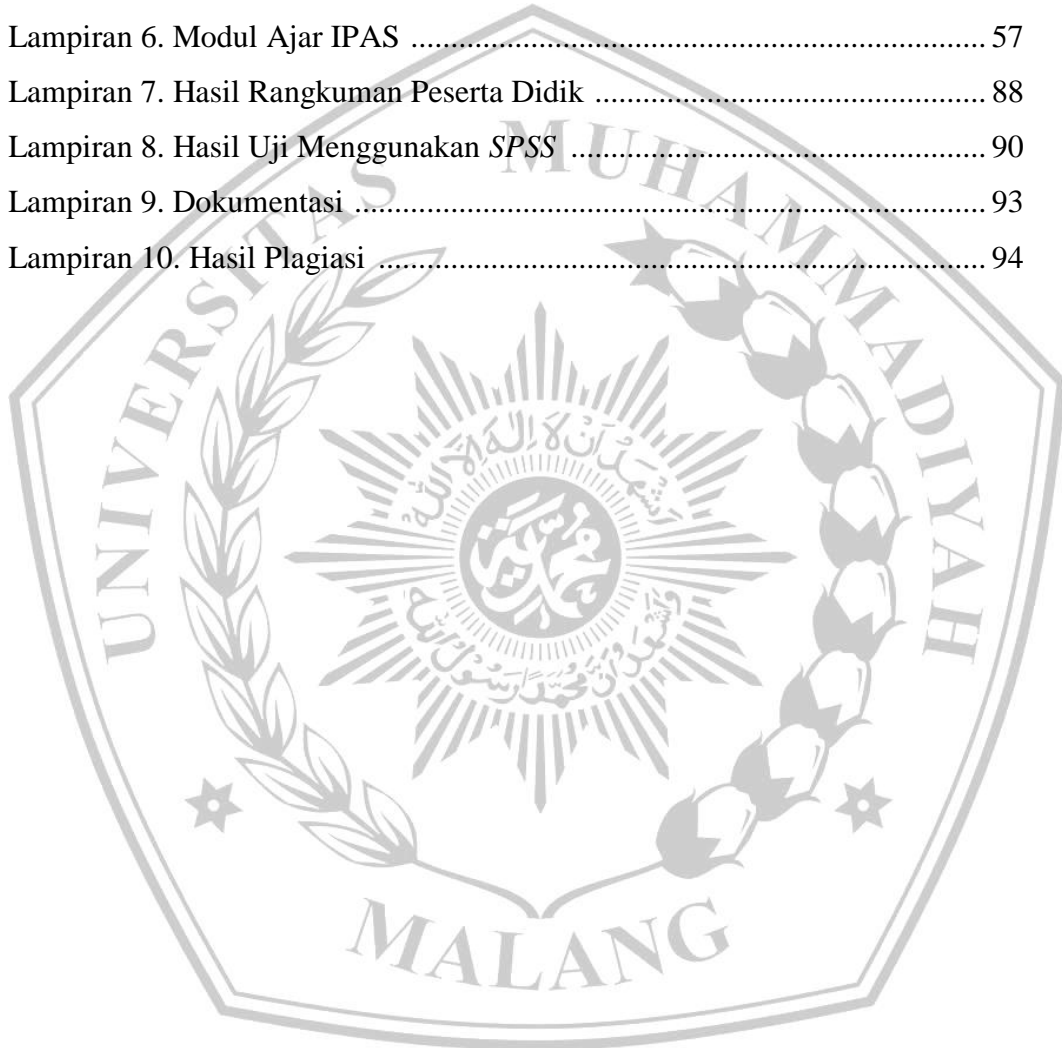 Lampiran 6. Modul Ajar IPAS ....................................................................... 57
Lampiran 7. Hasil Rangkuman Peserta Didik ................................................ 88
Lampiran 8. Hasil Uji Menggunakan SPSS ................................................... 90
Lampiran 9. Dokumentasi .............................................................................. 93
Lampiran 10. Hasil Plagiasi ........................................................................... 94
UNIVERSITAS MUHAMMADIYAH
MALANG